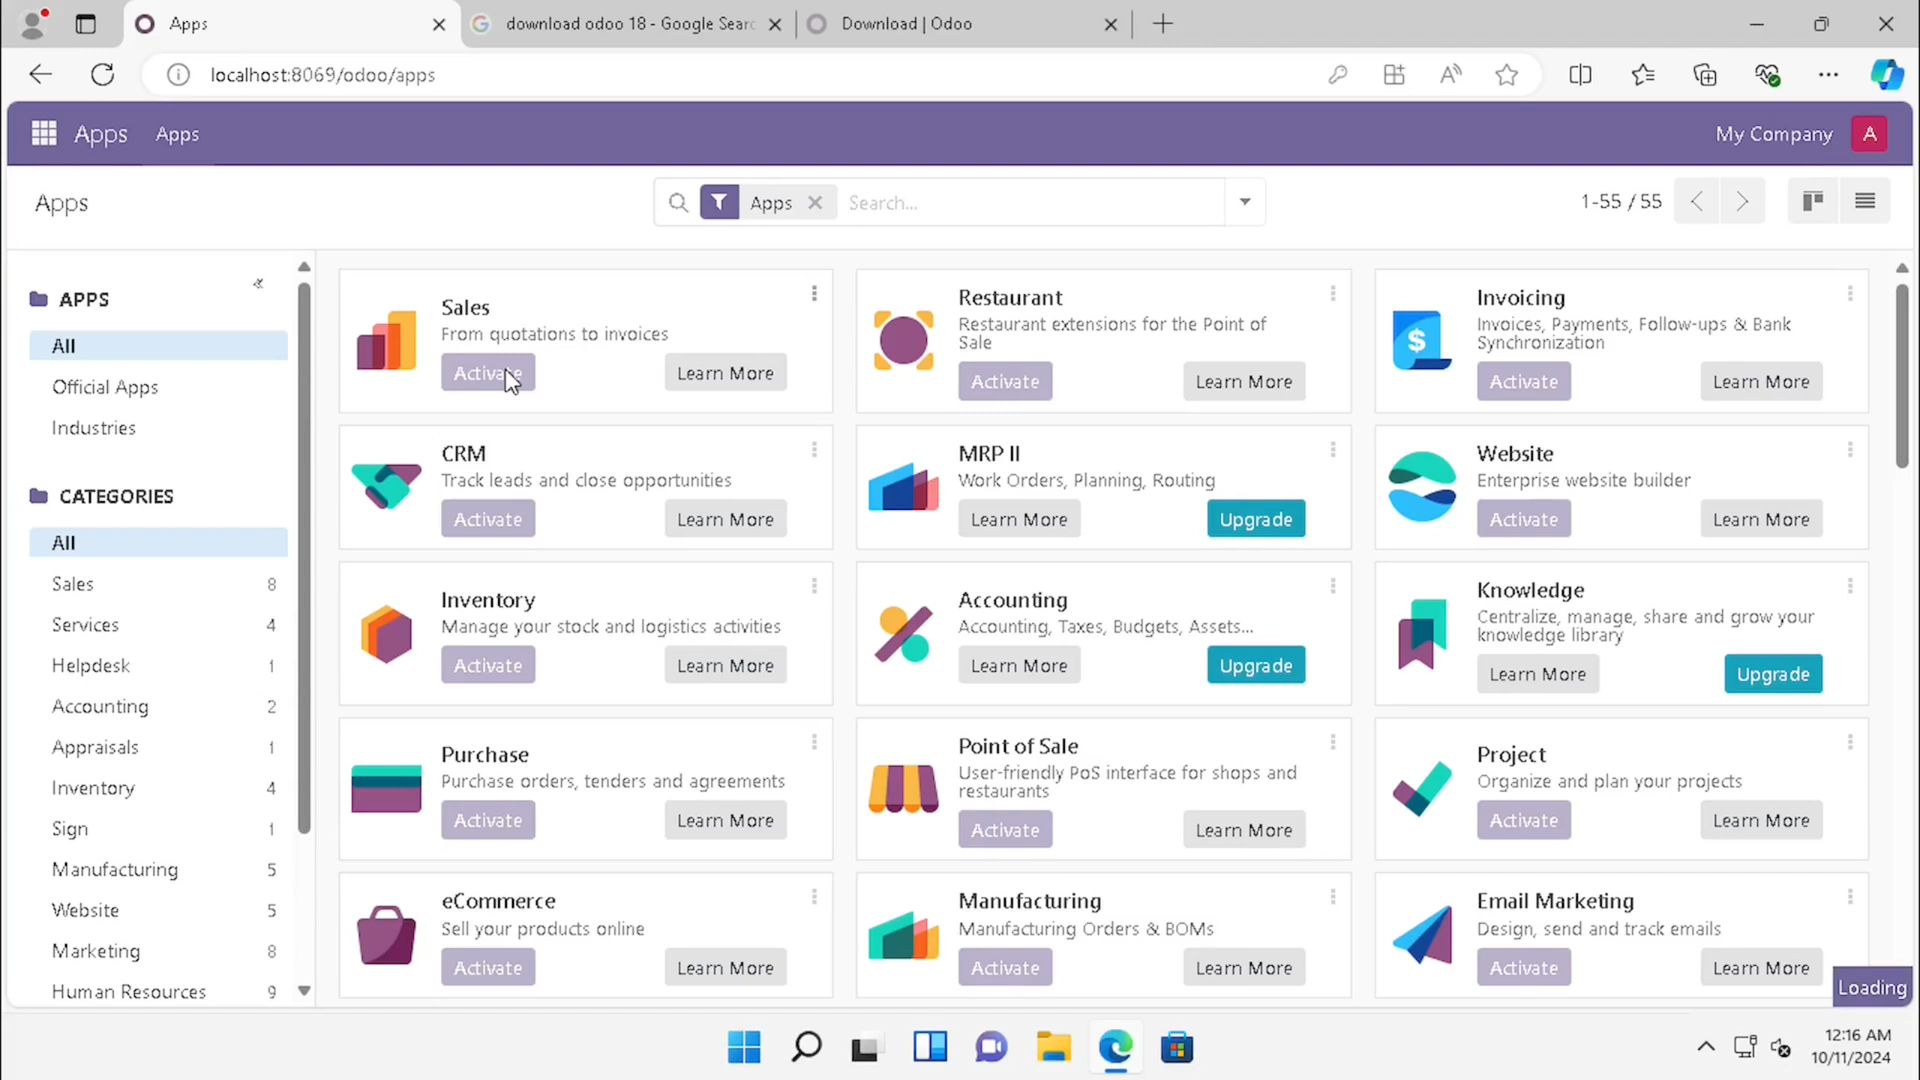 Apps
download odoo 18 - Google Searc
Download | Odoo
localhost:8069/odoo/apps
Apps
Apps
My Company
A
Apps
Apps
Search...
1-55 / 55
APPS
All
Official Apps
Industries
CATEGORIES
All
Sales 8
Services 4
Helpdesk 1
Accounting 2
Appraisals 1
Inventory 4
Sign 1
Manufacturing 5
Website 5
Marketing 8
Human Resources 9
Sales
From quotations to invoices
Activate
Learn More
Restaurant
Restaurant extensions for the Point of
Sale
Activate
Learn More
Invoicing
Invoices, Payments, Follow-ups & Bank
Synchronization
Activate
Learn More
CRM
Track leads and close opportunities
Activate
Learn More
MRP II
Work Orders, Planning, Routing
Learn More
Upgrade
Website
Enterprise website builder
Activate
Learn More
Inventory
Manage your stock and logistics activities
Activate
Learn More
Accounting
Accounting, Taxes, Budgets, Assets...
Learn More
Upgrade
Knowledge
Centralize, manage, share and grow your
knowledge library
Learn More
Upgrade
Purchase
Purchase orders, tenders and agreements
Activate
Learn More
Point of Sale
User-friendly PoS interface for shops and
restaurants
Activate
Learn More
Project
Organize and plan your projects
Activate
Learn More
eCommerce
Sell your products online
Activate
Learn More
Manufacturing
Manufacturing Orders & BOMs
Activate
Learn More
Email Marketing
Design, send and track emails
Activate
Learn More
Loading
12:16 AM
10/11/2024